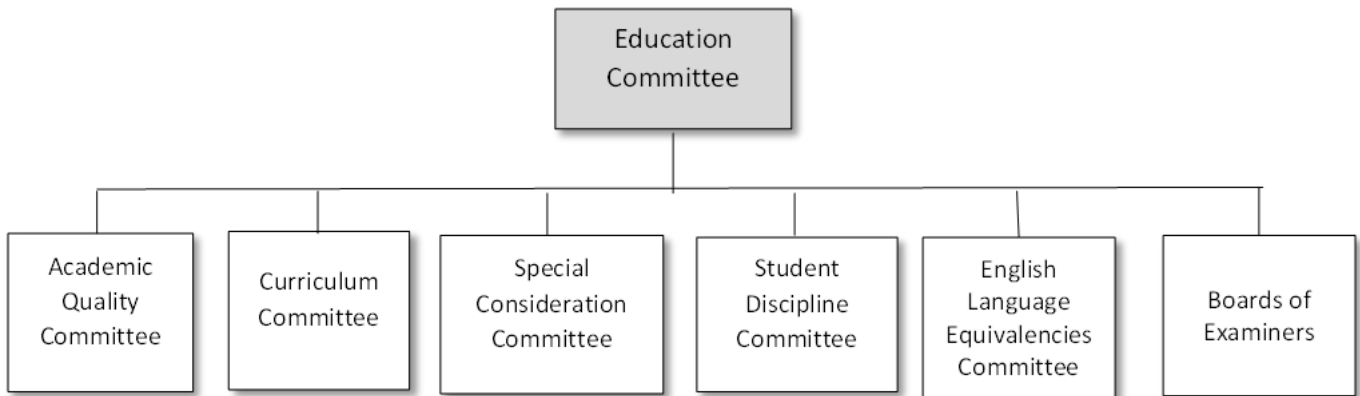 Education
Committee
Academic
Quality
Committee
Curriculum
Committee
Special
Consideration
Committee
Student
Discipline
Committee
English
Language
Equivalencies
Committee
Boards of
Examiners